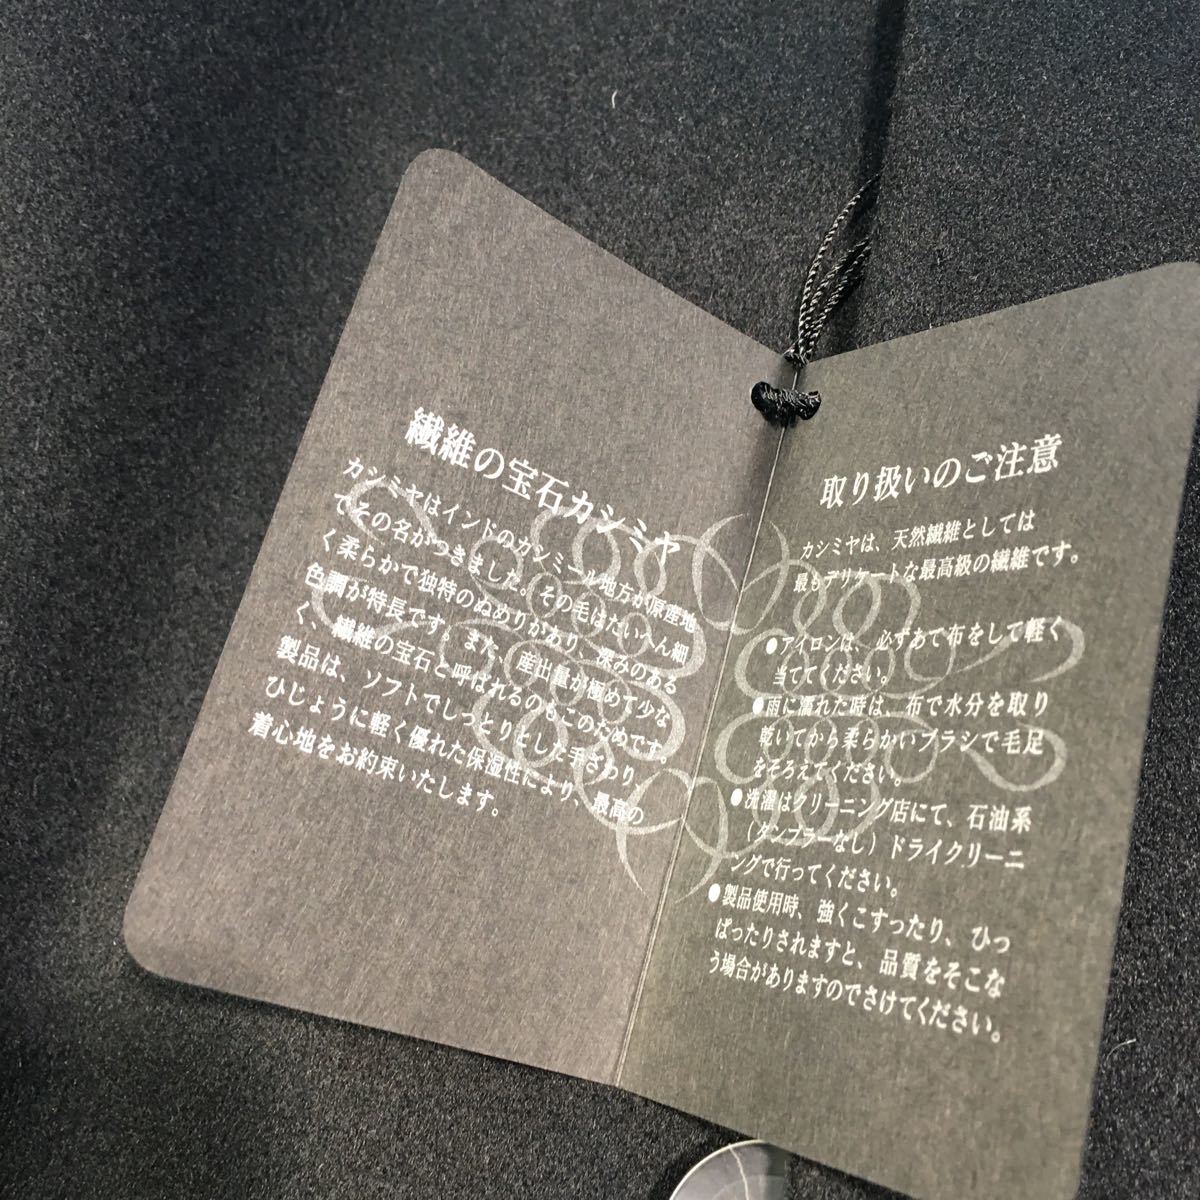 繊維の宝石カシミヤ
カシミヤはインドのカシミール地方が原産地
でその名がつきました。その毛はたいへん細
く柔らかで独特のぬめりがあり、深みのある
色調が特長です。また、産出量が極めて少な
く、繊維の宝石と呼ばれるのもこのためです。
製品は、ソフトでしっとりとした手ざわり
ひじょうに軽く優れた保湿性により、最高の
着心地をお約束いたします。
取り扱いのご注意
カシミヤは、天然繊維としては
最もデリケートな最高級の繊維です。
●アイロンは、必ずあて布をして軽く
当ててください。
●雨に濡れた時は、布で水分を取り
乾いてから柔らかいブラシで毛足
をそろえてください。
●洗濯はクリーニング店にて、石油系
(タンブラーなし)ドライクリーニ
ングで行ってください。
●製品使用時、強くこすったり、ひっ
ぱったりされますと、品質をそこな
う場合がありますのでさけてください。